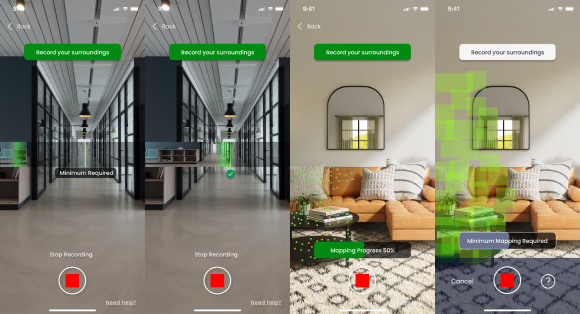 Back
Record your surroundings
Minimum Required
Stop Recording
Need help?
Record your surroundings
Stop Recording
Need help?
9:41
Back
Record your surroundings
Mapping Progress 50%
9:41
Record your surroundings
Minimum Mapping Required
Cancel
?